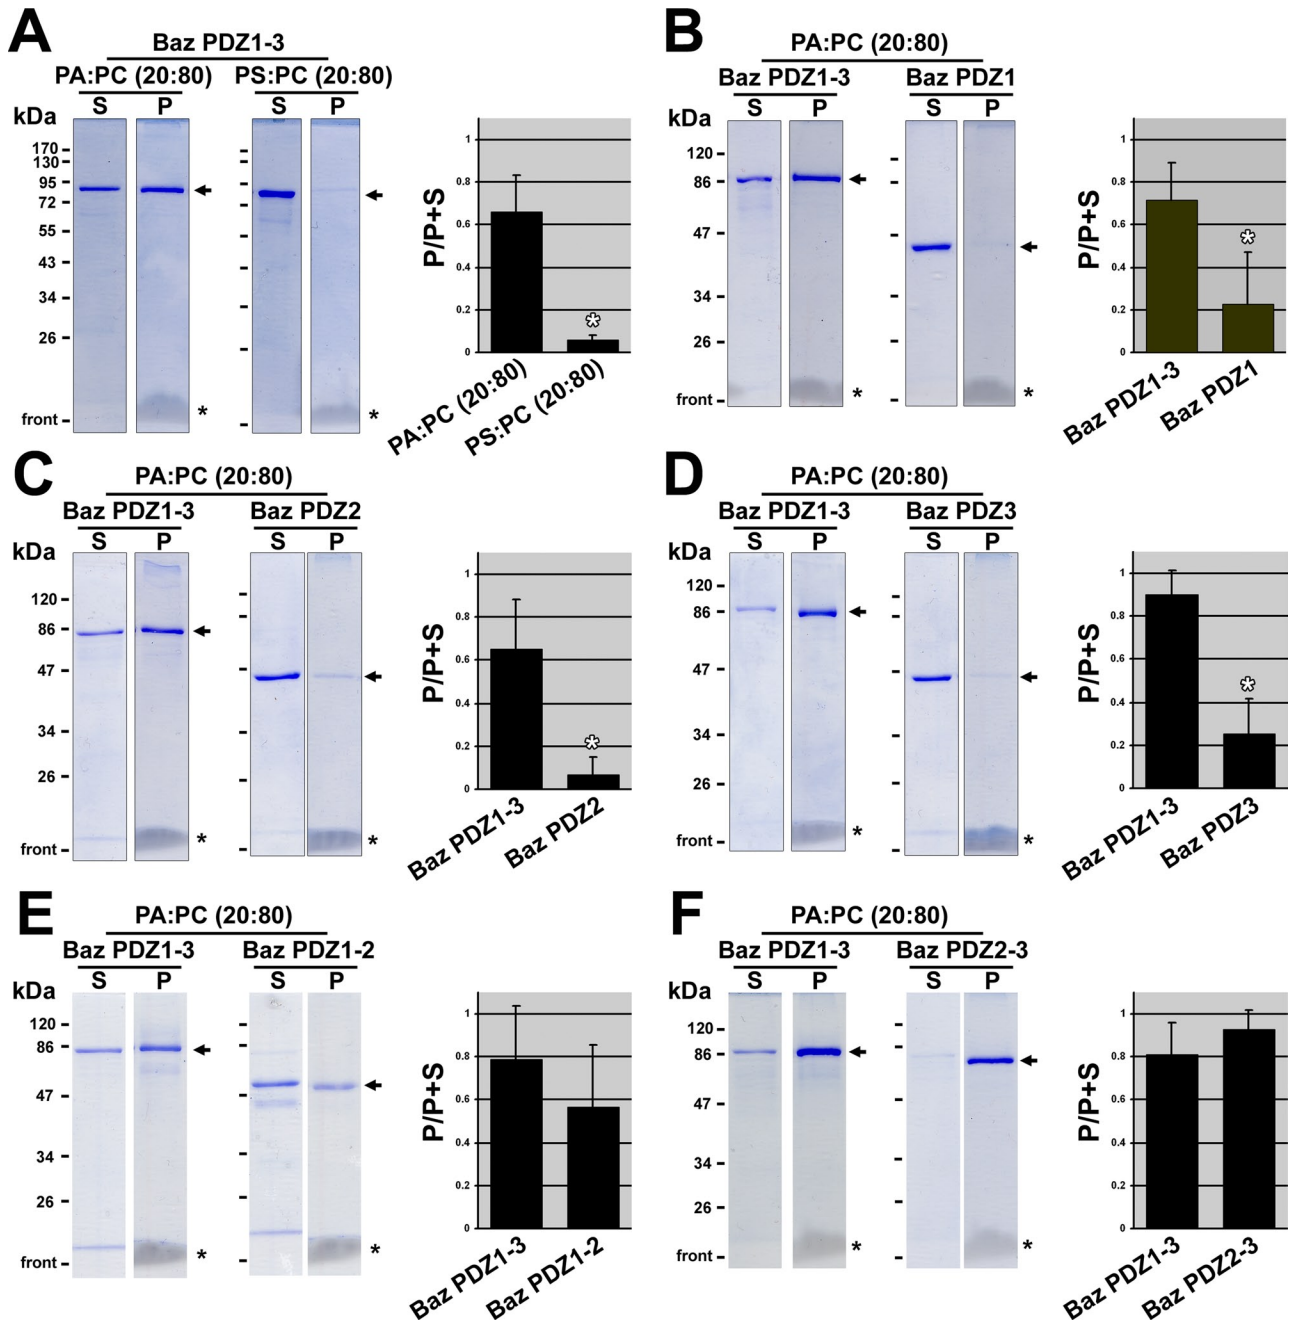 A
Baz PDZ1-3
PA:PC (20:80) PS:PC (20:80)
S P S P
kDa
170
130
95
72
55
43
34
26
front
*
*
P/P+S
1
0.8
0.6
0.4
0.2
0
*
PA:PC (20:80)
PS:PC (20:80)
B
PA:PC (20:80)
Baz PDZ1-3 Baz PDZ1
S P S P
kDa
120
86
47
34
26
front
*
*
P/P+S
1
0.8
0.6
0.4
0.2
0
*
Baz PDZ1-3
Baz PDZ1
C
PA:PC (20:80)
Baz PDZ1-3 Baz PDZ2
S P S P
kDa
120
86
47
34
26
front
*
*
P/P+S
1
0.8
0.6
0.4
0.2
0
*
Baz PDZ1-3
Baz PDZ2
D
PA:PC (20:80)
Baz PDZ1-3 Baz PDZ3
S P S P
kDa
120
86
47
34
26
front
*
*
P/P+S
1
0.8
0.6
0.4
0.2
0
*
Baz PDZ1-3
Baz PDZ3
E
PA:PC (20:80)
Baz PDZ1-3 Baz PDZ1-2
S P S P
kDa
120
86
47
34
26
front
*
*
P/P+S
1
0.8
0.6
0.4
0.2
0
Baz PDZ1-3
Baz PDZ1-2
F
PA:PC (20:80)
Baz PDZ1-3 Baz PDZ2-3
S P S P
kDa
120
86
47
34
26
front
*
*
P/P+S
1
0.8
0.6
0.4
0.2
0
Baz PDZ1-3
Baz PDZ2-3